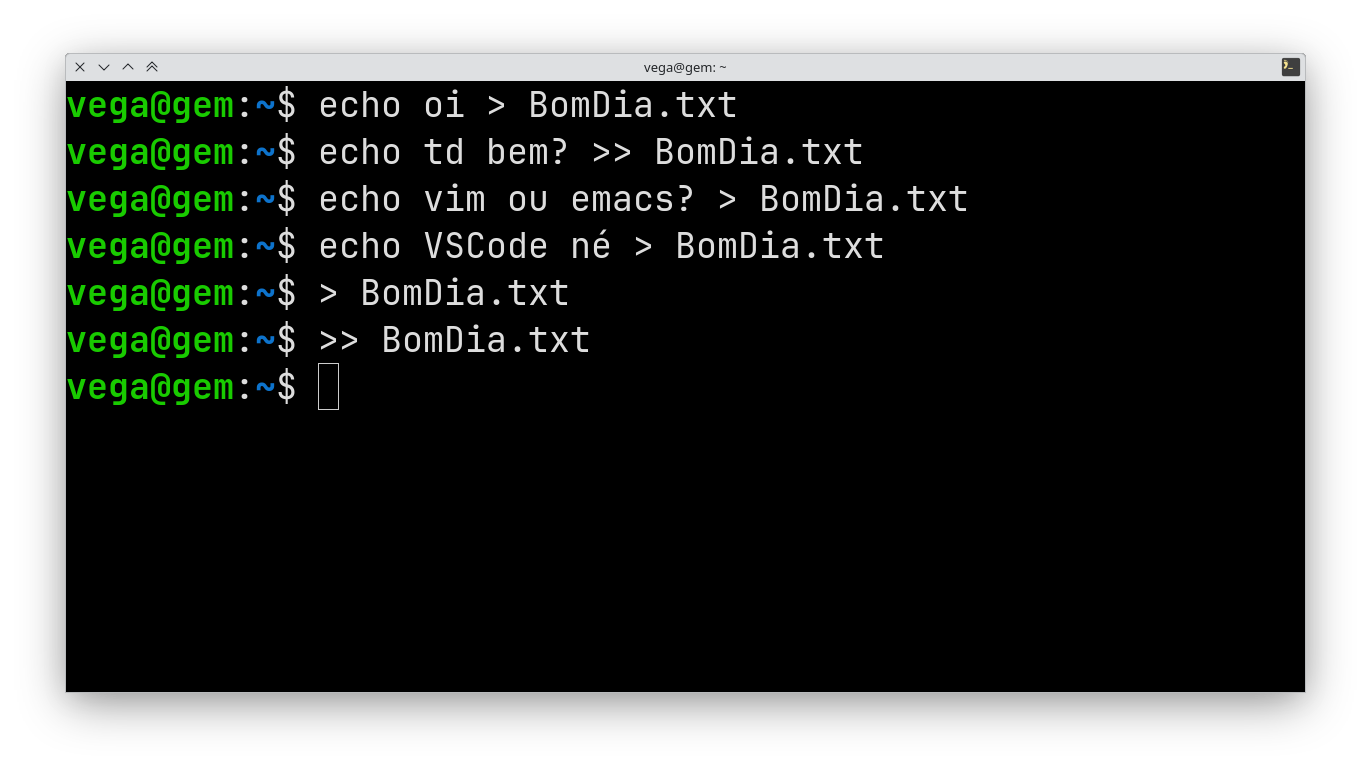 vega@gem: ~
vega@gem:~$ echo oi > BomDia.txt
vega@gem:~$ echo td bem? >> BomDia.txt
vega@gem:~$ echo vim ou emacs? > BomDia.txt
vega@gem:~$ echo VSCode né > BomDia.txt
vega@gem:~$ > BomDia.txt
vega@gem:~$ >> BomDia.txt
vega@gem:~$